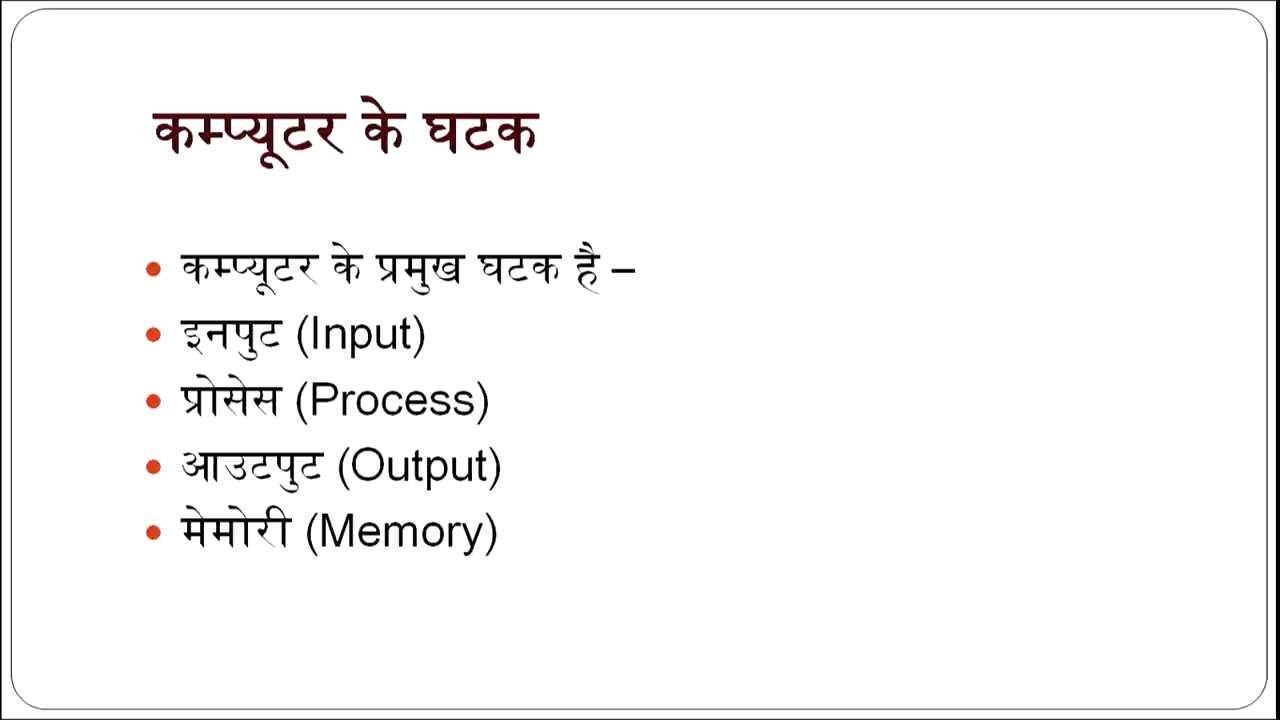 कम्प्यूटर के घटक
• कम्प्यूटर के प्रमुख घटक है –
• इनपुट (Input)
• प्रोसेस (Process)
• आउटपुट (Output)
• मेमोरी (Memory)